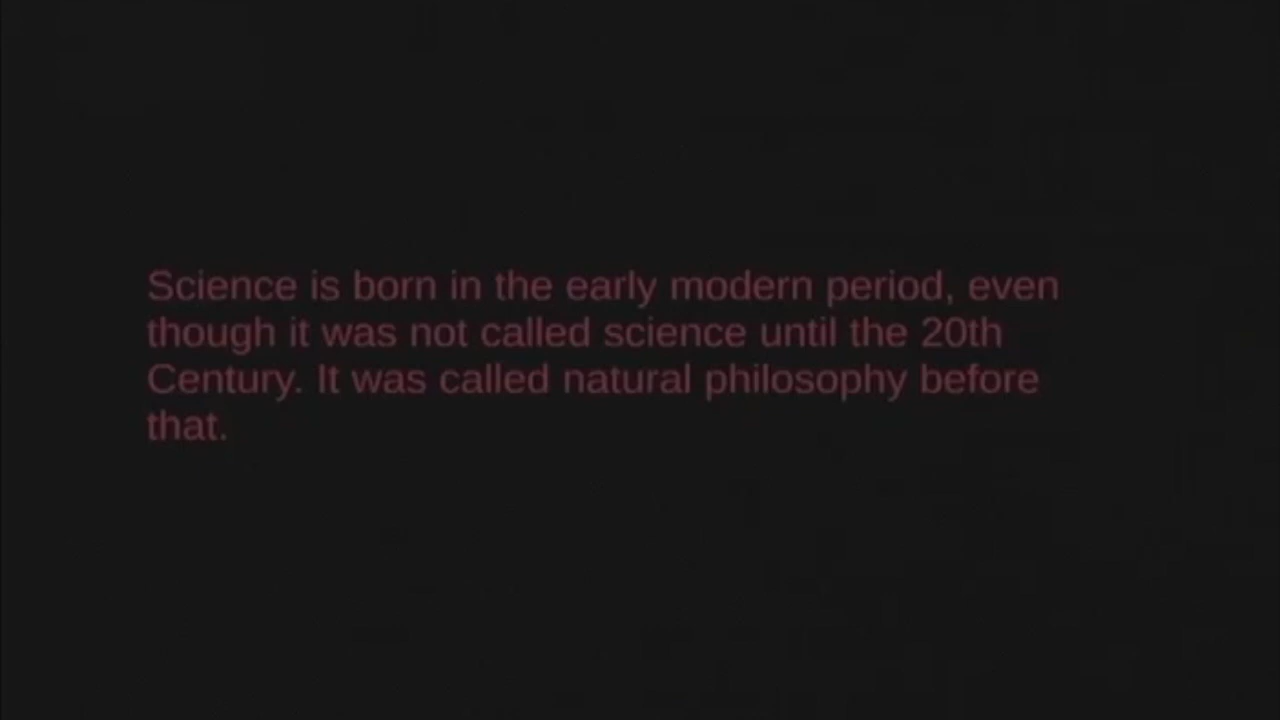 Science is born in the early modern period, even
though it was not called science until the 20th
Century. It was called natural philosophy before
that.